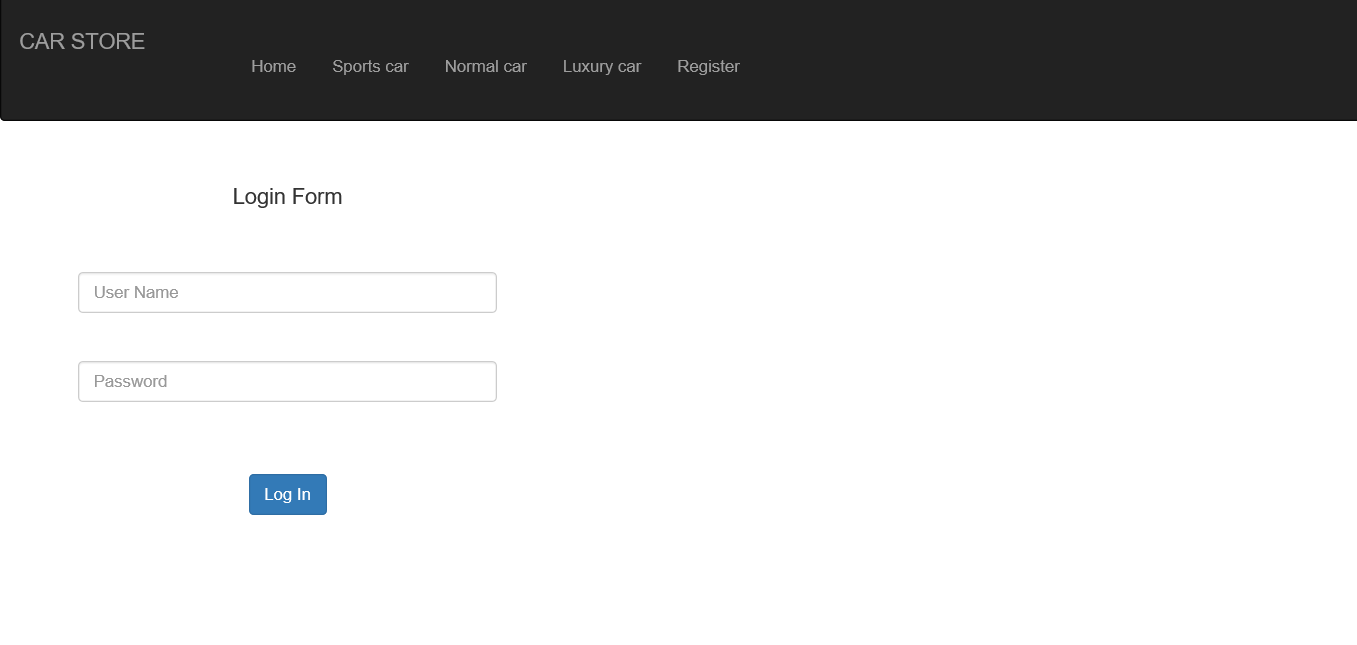 CAR STORE
Home Sports car Normal car Luxury car Register
Login Form
User Name
Password
Log In